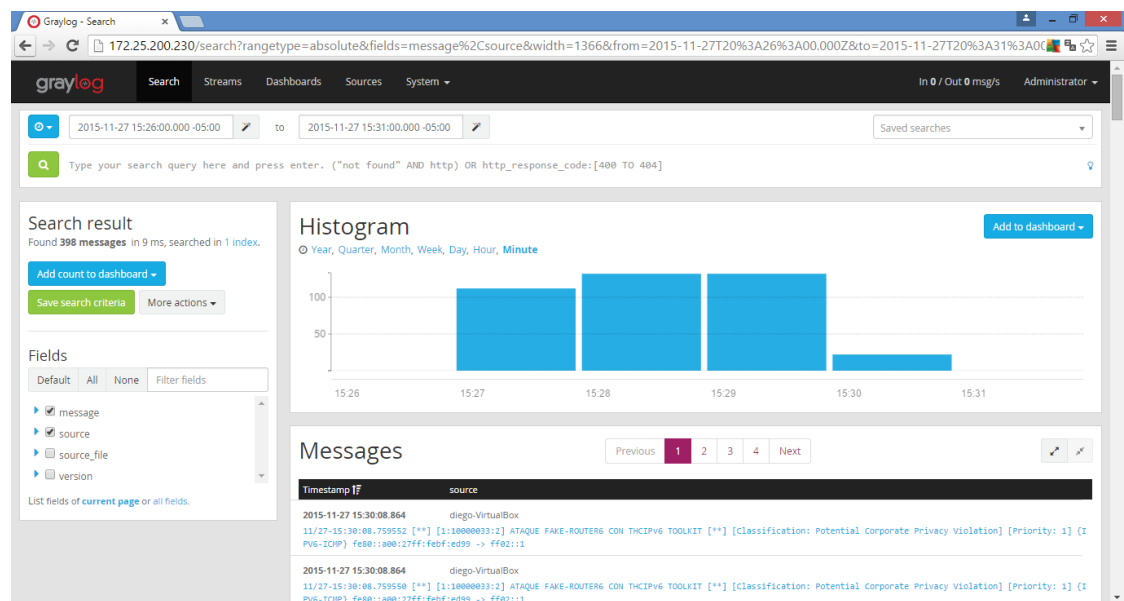 Graylog - Search
172.25.200.230/search?rangetype=absolute&fields=message%2Csource&width=1366&from=2015-11-27T20%3A26%3A00.000Z&to=2015-11-27T20%3A31%3A00
graylog Search Streams Dashboards Sources System In 0 / Out 0 msg/s Administrator
2015-11-27 15:26:00.000 -05:00 to 2015-11-27 15:31:00.000 -05:00 Saved searches
Type your search query here and press enter. ("not found" AND http) OR http_response_code:[400 TO 404]
Search result
Found 398 messages in 9 ms, searched in 1 index.
Add count to dashboard
Save search criteria More actions
Fields
Default All None Filter fields
message
source
source_file
version
List fields of current page or all fields.
Histogram
Add to dashboard
Year, Quarter, Month, Week, Day, Hour, Minute
100
50
15:26 15:27 15:28 15:29 15:30 15:31
Messages
Previous 1 2 3 4 Next
Timestamp source
2015-11-27 15:30:08.864 diego-VirtualBox
11/27-15:30:08.759552 [**] [1:10000033:2] ATAQUE FAKE-ROUTER6 CON THCIPv6 TOOLKIT [**] [Classification: Potential Corporate Privacy Violation] [Priority: 1] {I
PV6-ICMP} fe80::a00:27ff:febf:ed99 -> ff02::1
2015-11-27 15:30:08.864 diego-VirtualBox
11/27-15:30:08.759550 [**] [1:10000033:2] ATAQUE FAKE-ROUTER6 CON THCIPv6 TOOLKIT [**] [Classification: Potential Corporate Privacy Violation] [Priority: 1] {I
PV6-ICMP} fe80::a00:27ff:febf:ed99 -> ff02::1